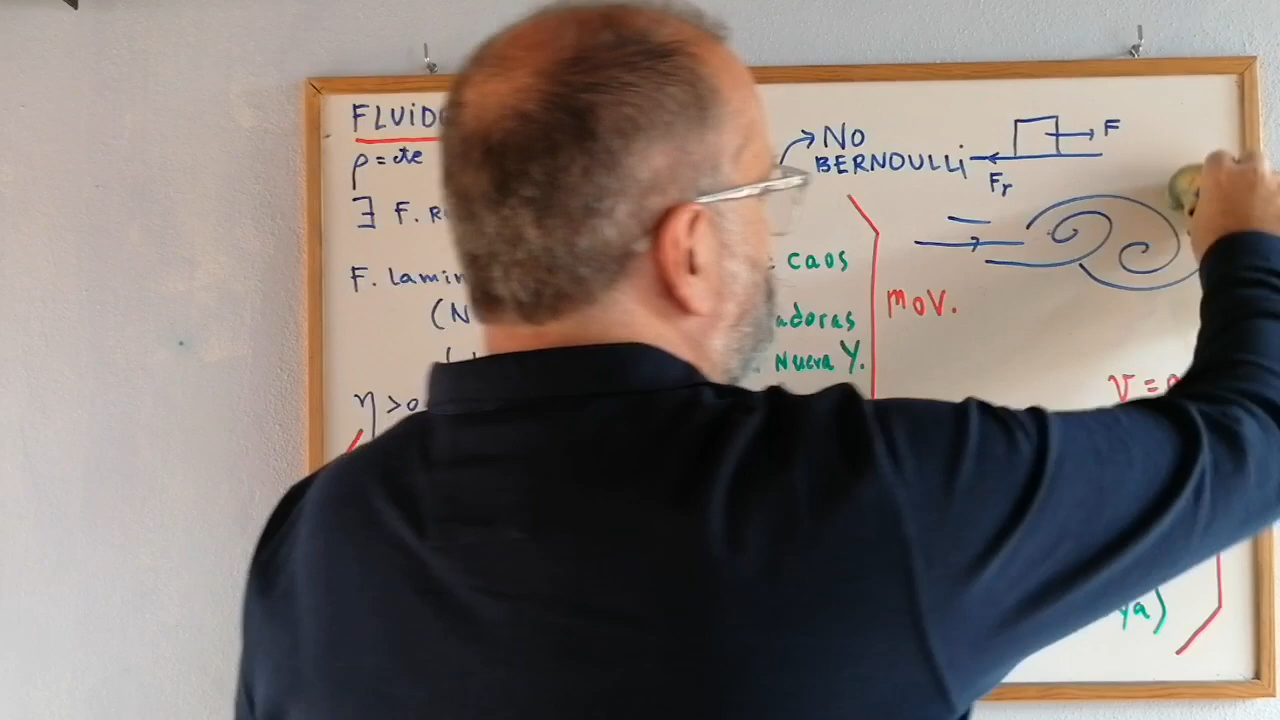 FLUIDO
ρ = cte
∃ F. R
F. Lamin
(N
η > 0
NO
BERNOULLI
: caos
adoras
Nueva Y.
MOV.
F
Fr
v =
ya)